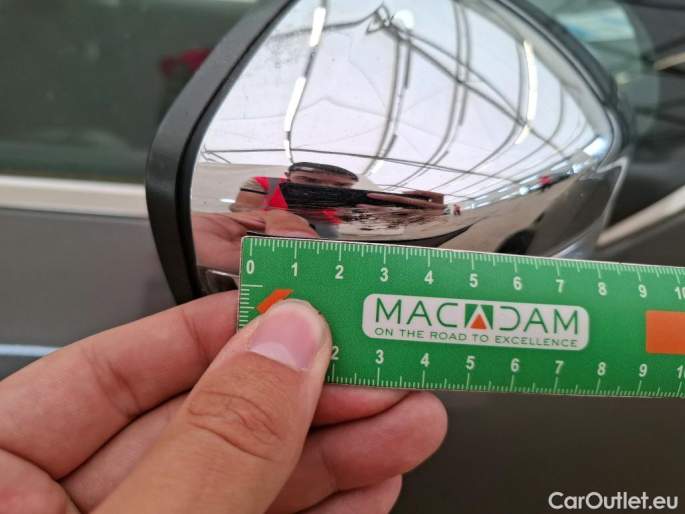 0 1 2 3 4 5 6 7 8 9 10
MACADAM
ON THE ROAD TO EXCELLENCE
2 3 4 5 6 7 8 9 10
CarOutlet.eu